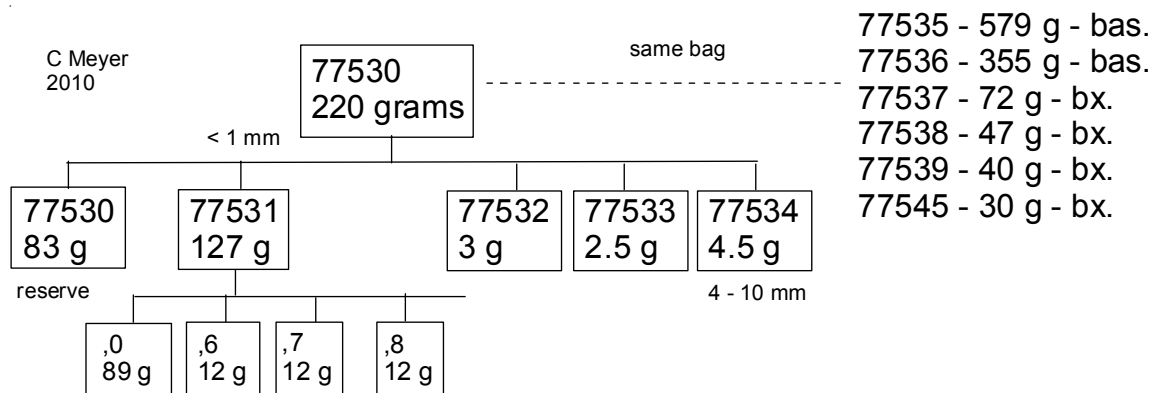 C Meyer
2010
77530
220 grams
same bag
77535 - 579 g - bas.
77536 - 355 g - bas.
77537 - 72 g - bx.
77538 - 47 g - bx.
77539 - 40 g - bx.
77545 - 30 g - bx.
< 1 mm
77530
83 g
77531
127 g
77532
3 g
77533
2.5 g
77534
4.5 g
reserve
4 - 10 mm
,0
89 g
,6
12 g
,7
12 g
,8
12 g